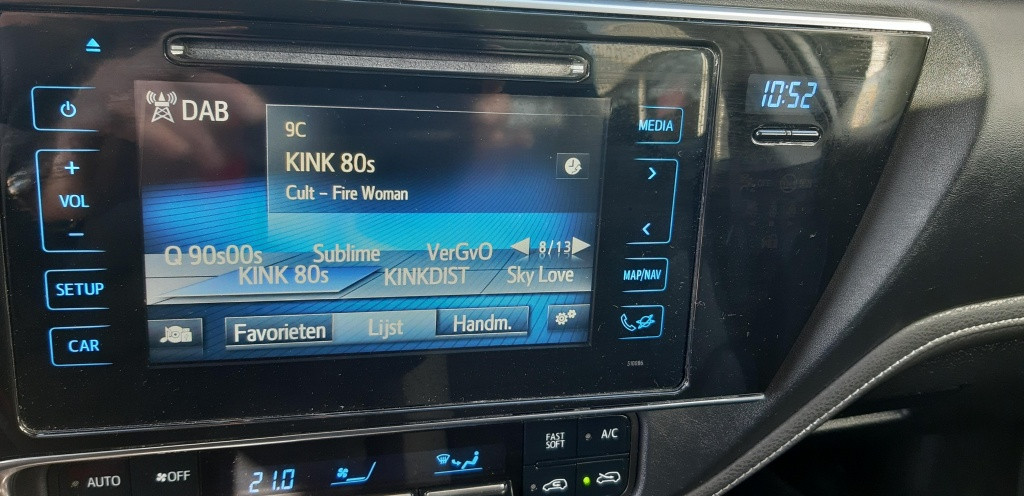 DAB
9C
KINK 80s
Cult – Fire Woman
Q 90s00s Sublime VerGvO 8/13
KINK 80s KINKDIST Sky Love
Favorieten Lijst Handm.
+
VOL
–
SETUP
CAR
MEDIA
>
<
MAP/NAV
10:52
510086
FAST SOFT
A/C
AUTO
OFF
21.0